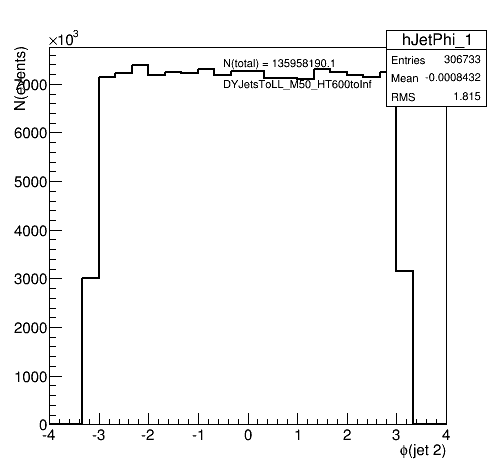 hJetPhi_1
Entries 306733
Mean -0.0008432
RMS 1.815
×10³
N(events)
N(total) = 135958190.1
DYJetsToLL_M50_HT600toInf
7000
6000
5000
4000
3000
2000
1000
0
-4 -3 -2 -1 0 1 2 3 4
ϕ(jet 2)